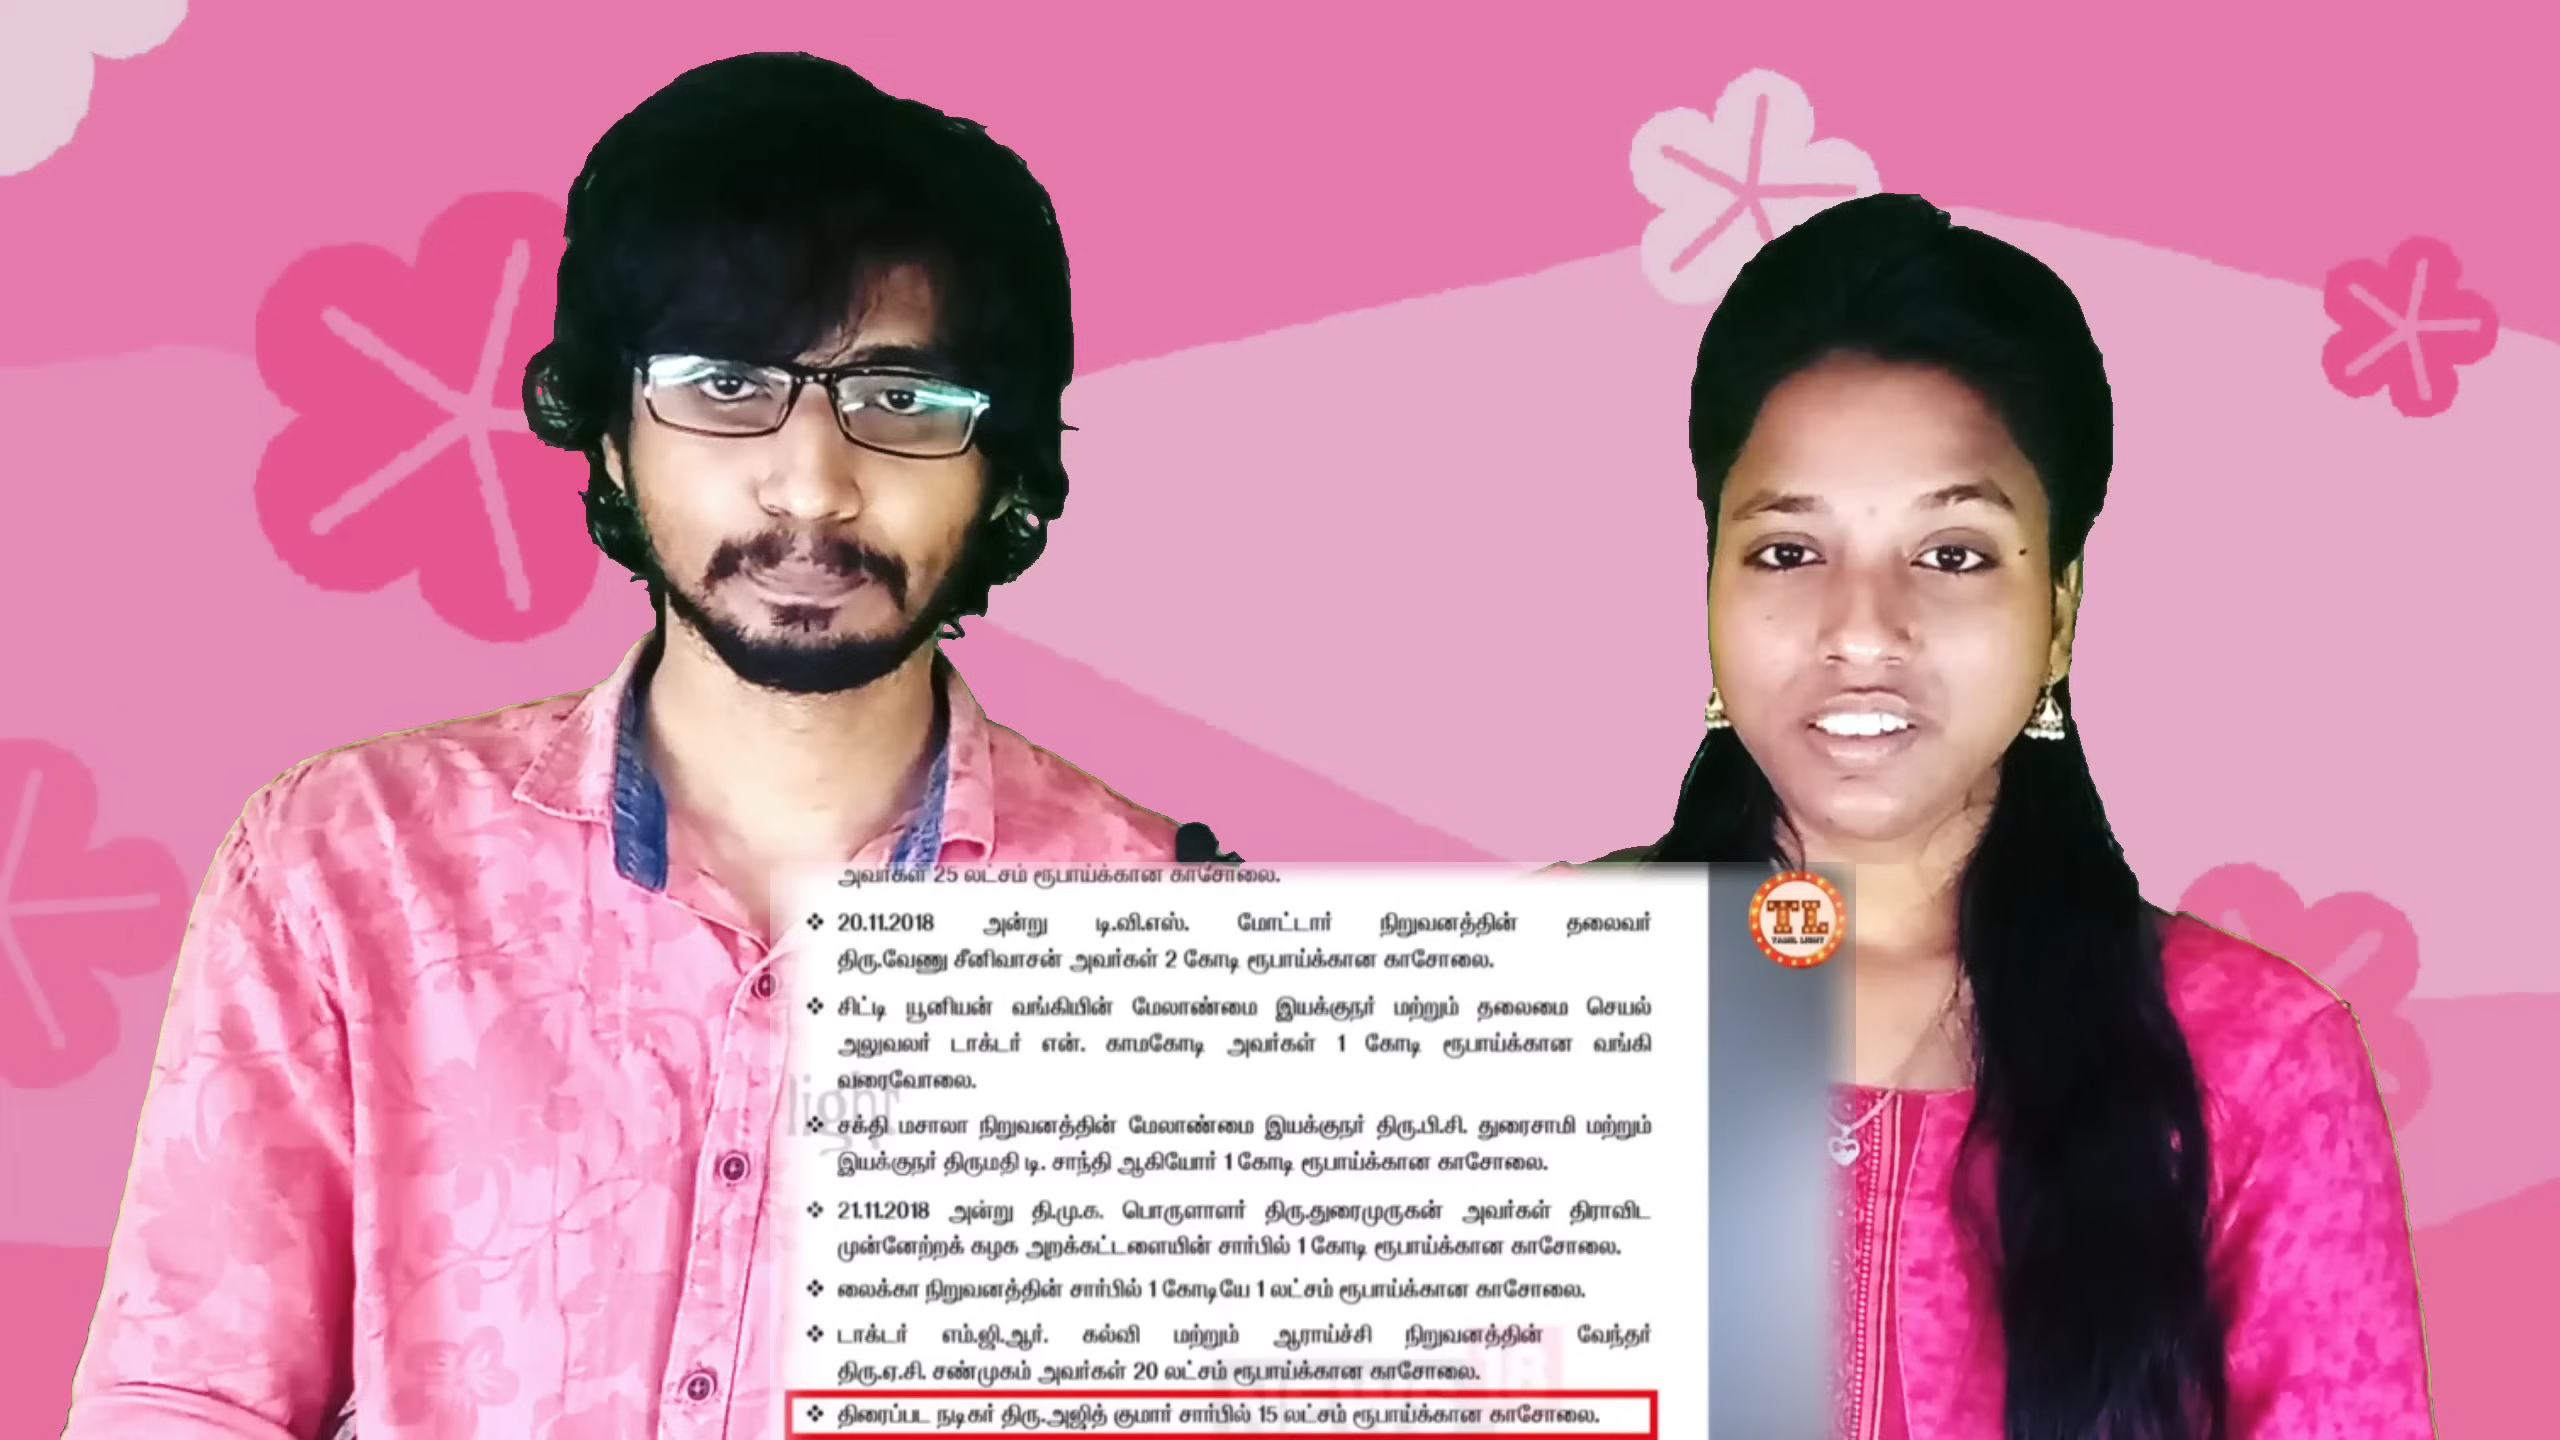 அவர்கள் 25 லட்சம் ரூபாய்க்கான காசோலை.
❖ 20.11.2018 அன்று டி.வி.எஸ். மோட்டார் நிறுவனத்தின் தலைவர்
திரு.வேணு சீனிவாசன் அவர்கள் 2 கோடி ரூபாய்க்கான காசோலை.
❖ சிட்டி யூனியன் வங்கியின் மேலாண்மை இயக்குநர் மற்றும் தலைமை செயல்
அலுவலர் டாக்டர் என். காமகோடி அவர்கள் 1 கோடி ரூபாய்க்கான வங்கி
வரைவோலை.
❖ சக்தி மசாலா நிறுவனத்தின் மேலாண்மை இயக்குநர் திரு.பி.சி. துரைசாமி மற்றும்
இயக்குநர் திருமதி டி. சாந்தி ஆகியோர் 1 கோடி ரூபாய்க்கான காசோலை.
❖ 21.11.2018 அன்று தி.மு.க. பொருளாளர் திரு.துரைமுருகன் அவர்கள் திராவிட
முன்னேற்றக் கழக அறக்கட்டளையின் சார்பில் 1 கோடி ரூபாய்க்கான காசோலை.
❖ லைக்கா நிறுவனத்தின் சார்பில் 1 கோடியே 1 லட்சம் ரூபாய்க்கான காசோலை.
❖ டாக்டர் எம்.ஜி.ஆர். கல்வி மற்றும் ஆராய்ச்சி நிறுவனத்தின் வேந்தர்
திரு.ஏ.சி. சண்முகம் அவர்கள் 20 லட்சம் ரூபாய்க்கான காசோலை.
❖ திரைப்பட நடிகர் திரு.அஜித் குமார் சார்பில் 15 லட்சம் ரூபாய்க்கான காசோலை.
TL
TAMIL LIGHT
light